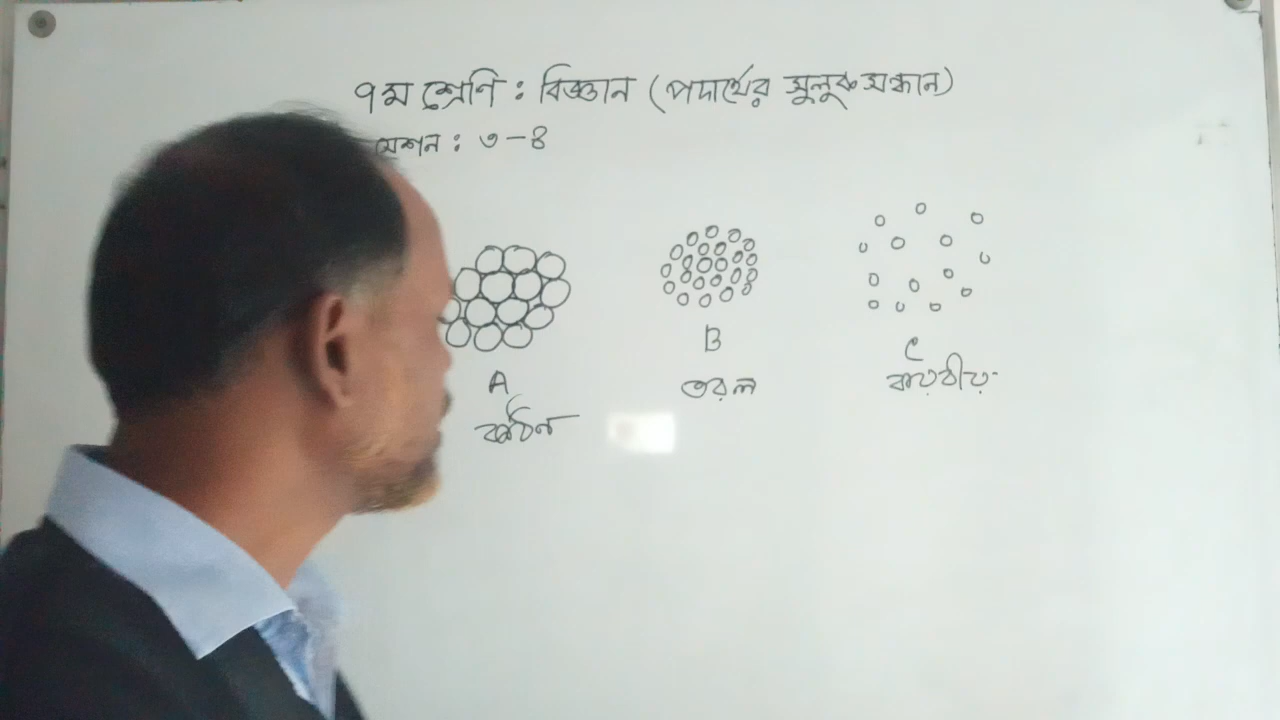 ৭ম শ্রেণি : বিজ্ঞান (পদার্থের সুলুকসন্ধান)
সেশন : ৩-৪
A
কঠিন
B
তরল
C
বায়বীয়